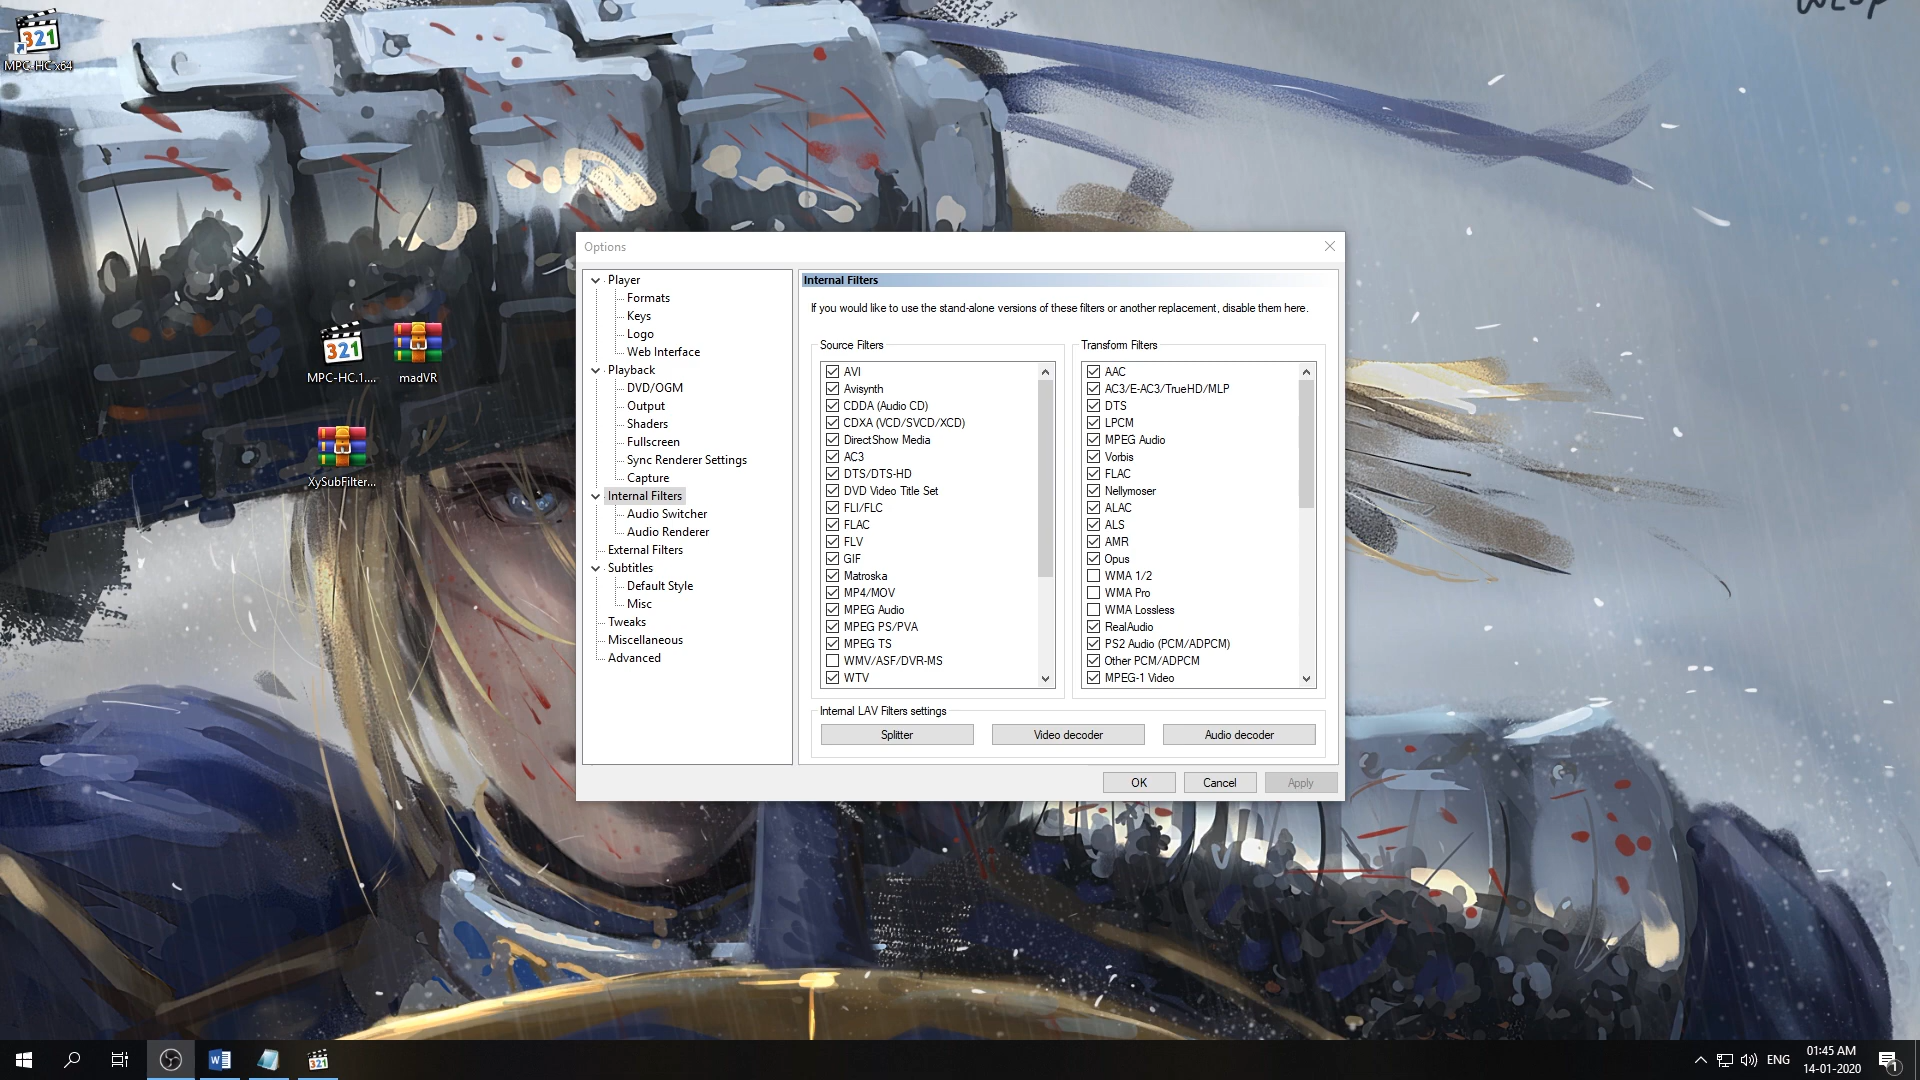 MPC-HC x64
MPC-HC.1....
madVR
XySubFilter...
Options
Player
Formats
Keys
Logo
Web Interface
Playback
DVD/OGM
Output
Shaders
Fullscreen
Sync Renderer Settings
Capture
Internal Filters
Audio Switcher
Audio Renderer
External Filters
Subtitles
Default Style
Misc
Tweaks
Miscellaneous
Advanced
Internal Filters
If you would like to use the stand-alone versions of these filters or another replacement, disable them here.
Source Filters
AVI
Avisynth
CDDA (Audio CD)
CDXA (VCD/SVCD/XCD)
DirectShow Media
AC3
DTS/DTS-HD
DVD Video Title Set
FLI/FLC
FLAC
FLV
GIF
Matroska
MP4/MOV
MPEG Audio
MPEG PS/PVA
MPEG TS
WMV/ASF/DVR-MS
WTV
Transform Filters
AAC
AC3/E-AC3/TrueHD/MLP
DTS
LPCM
MPEG Audio
Vorbis
FLAC
Nellymoser
ALAC
ALS
AMR
Opus
WMA 1/2
WMA Pro
WMA Lossless
RealAudio
PS2 Audio (PCM/ADPCM)
Other PCM/ADPCM
MPEG-1 Video
Internal LAV Filters settings
Splitter
Video decoder
Audio decoder
OK
Cancel
Apply
ENG
01:45 AM
14-01-2020
1